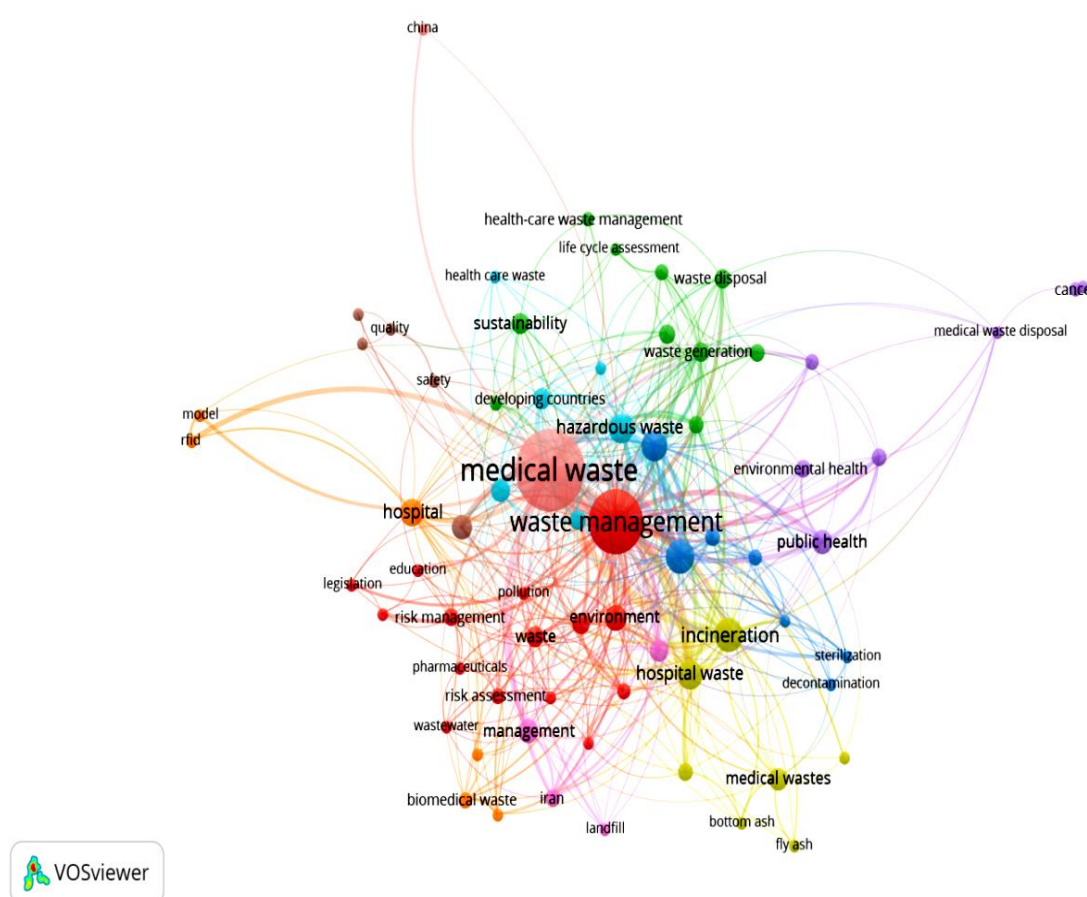 china
health-care waste management
life cycle assessment
health care waste
waste disposal
cance
sustainability
quality
medical waste disposal
waste generation
safety
developing countries
model
hazardous waste
rfid
medical waste
environmental health
hospital
waste management
public health
education
legislation
pollution
risk management
environment
waste
incineration
sterilization
pharmaceuticals
hospital waste
decontamination
risk assessment
wastewater
management
medical wastes
biomedical waste
iran
bottom ash
landfill
fly ash
VOSviewer